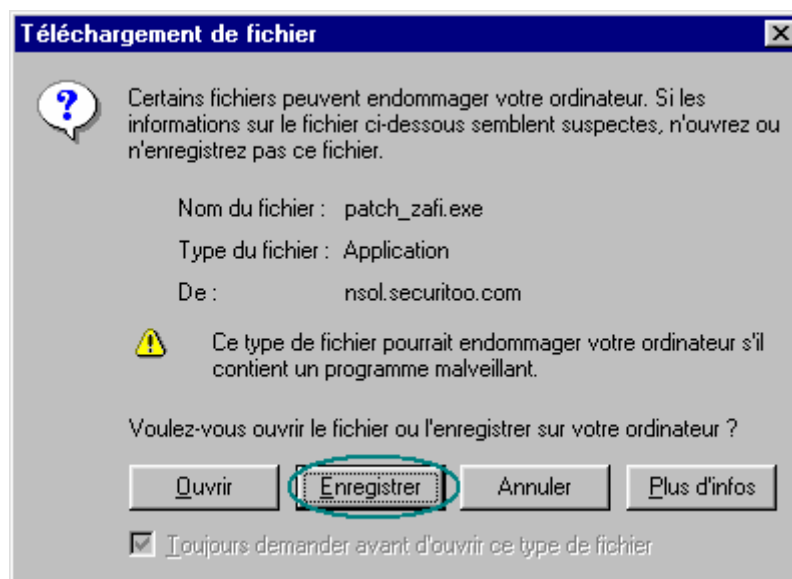 Téléchargement de fichier
Certains fichiers peuvent endommager votre ordinateur. Si les
informations sur le fichier ci-dessous semblent suspectes, n'ouvrez ou
n'enregistrez pas ce fichier.
Nom du fichier : patch_zafi.exe
Type du fichier : Application
De : nsol.securitoo.com
Ce type de fichier pourrait endommager votre ordinateur s'il
contient un programme malveillant.
Voulez-vous ouvrir le fichier ou l'enregistrer sur votre ordinateur ?
Ouvrir Enregistrer Annuler Plus d'infos
Toujours demander avant d'ouvrir ce type de fichier